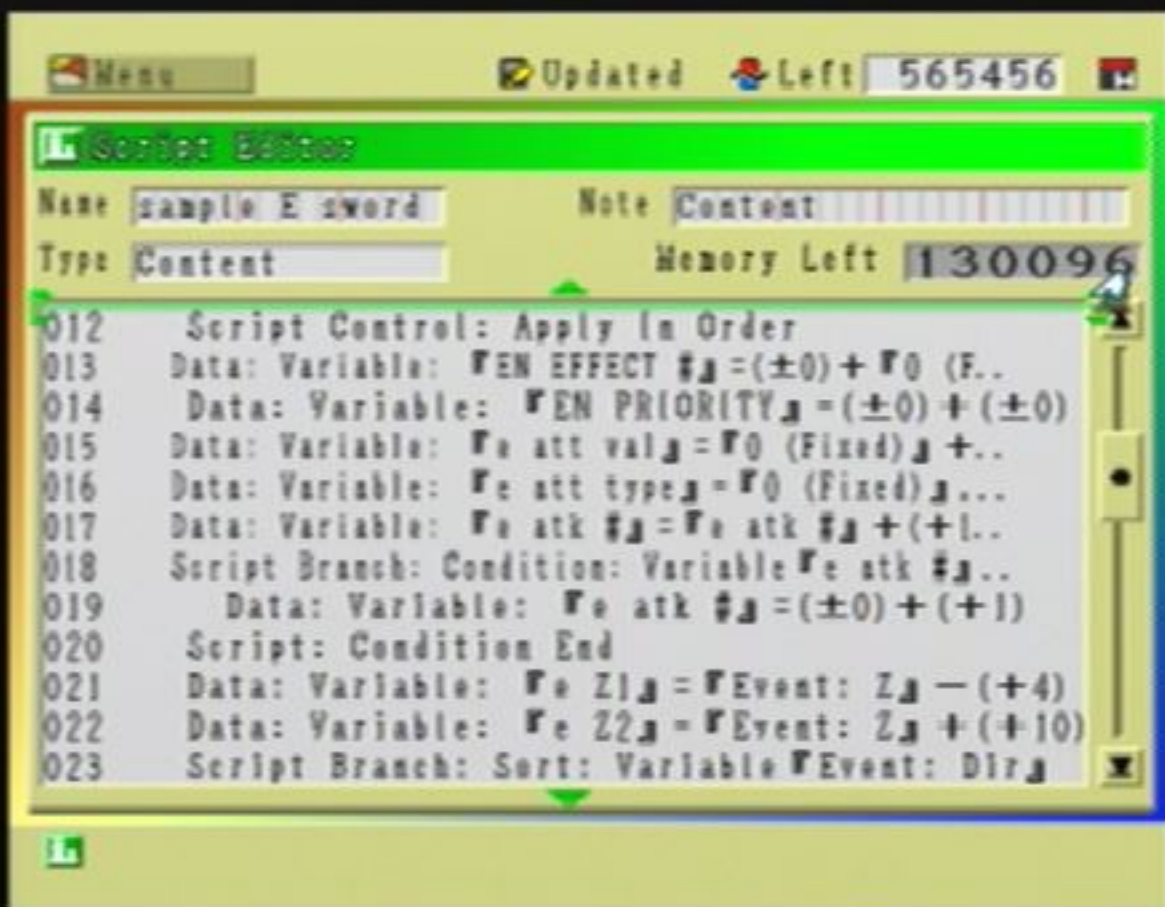 Menu Updated Left 565456
Script Editor
Name sample E sword Note Content
Type Content Memory Left 130096
012 Script Control: Apply In Order
013 Data: Variable: 『EN EFFECT #』=(±0)+『0 (F..
014 Data: Variable: 『EN PRIORITY』=(±0)+(±0)
015 Data: Variable: 『e att val』=『0 (Fixed)』+..
016 Data: Variable: 『e att type』=『0 (Fixed)』...
017 Data: Variable: 『e atk #』=『e atk #』+(+1..
018 Script Branch: Condition: Variable『e atk #』..
019 Data: Variable: 『e atk #』=(±0)+(+1)
020 Script: Condition End
021 Data: Variable: 『e Z1』=『Event: Z』-(+4)
022 Data: Variable: 『e Z2』=『Event: Z』+(+10)
023 Script Branch: Sort: Variable『Event: Dir』
L